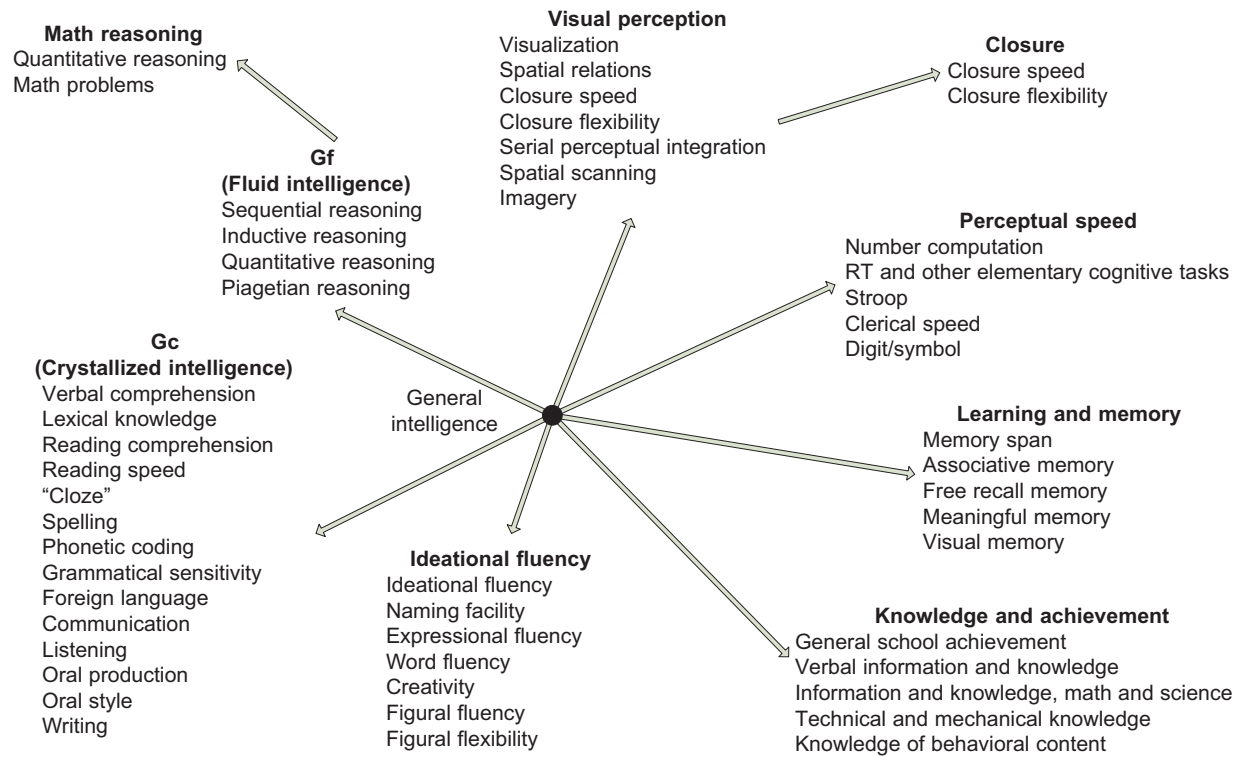 Math reasoning
Quantitative reasoning
Math problems
Visual perception
Visualization
Spatial relations
Closure speed
Closure flexibility
Serial perceptual integration
Spatial scanning
Imagery
Closure
Closure speed
Closure flexibility
Gf
(Fluid intelligence)
Sequential reasoning
Inductive reasoning
Quantitative reasoning
Piagetian reasoning
Perceptual speed
Number computation
RT and other elementary cognitive tasks
Stroop
Clerical speed
Digit/symbol
Gc
(Crystallized intelligence)
Verbal comprehension
Lexical knowledge
Reading comprehension
Reading speed
“Cloze”
Spelling
Phonetic coding
Grammatical sensitivity
Foreign language
Communication
Listening
Oral production
Oral style
Writing
General
intelligence
Learning and memory
Memory span
Associative memory
Free recall memory
Meaningful memory
Visual memory
Ideational fluency
Ideational fluency
Naming facility
Expressional fluency
Word fluency
Creativity
Figural fluency
Figural flexibility
Knowledge and achievement
General school achievement
Verbal information and knowledge
Information and knowledge, math and science
Technical and mechanical knowledge
Knowledge of behavioral content